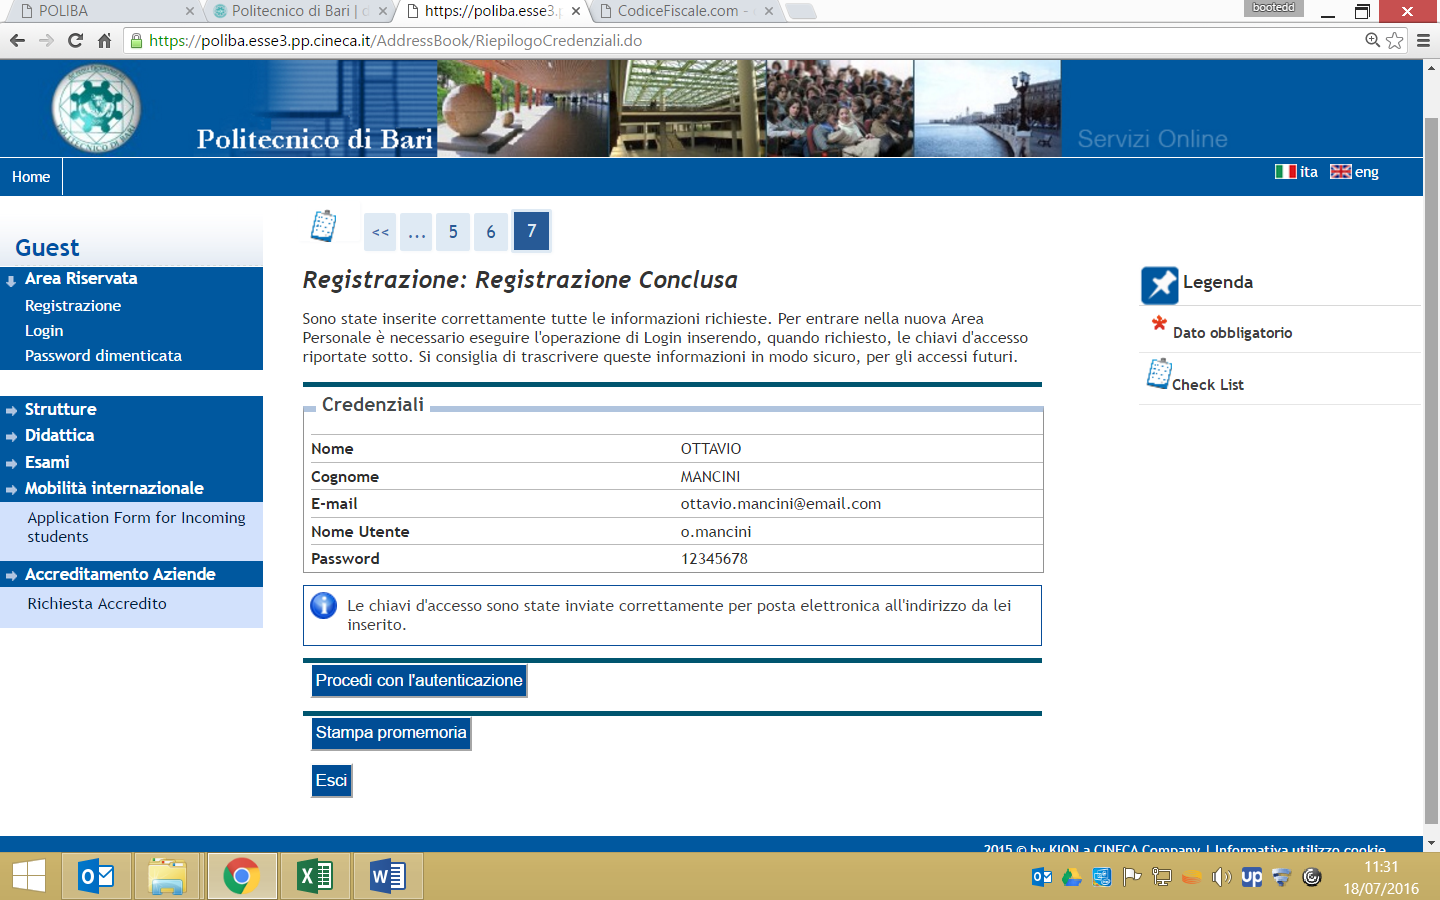 POLIBA
Politecnico di Bari | d
https://poliba.esse3.p
CodiceFiscale.com -
bootedd
https://poliba.esse3.pp.cineca.it/AddressBook/RiepilogoCredenziali.do
POLITECNICO DI BARI
Politecnico di Bari
Servizi Online
Home
ita
eng
<<
...
5
6
7
Guest
Area Riservata
Registrazione
Login
Password dimenticata
Strutture
Didattica
Esami
Mobilità internazionale
Application Form for Incoming
students
Accreditamento Aziende
Richiesta Accredito
Registrazione: Registrazione Conclusa
Sono state inserite correttamente tutte le informazioni richieste. Per entrare nella nuova Area
Personale è necessario eseguire l'operazione di Login inserendo, quando richiesto, le chiavi d'accesso
riportate sotto. Si consiglia di trascrivere queste informazioni in modo sicuro, per gli accessi futuri.
Credenziali
Nome OTTAVIO
Cognome MANCINI
E-mail ottavio.mancini@email.com
Nome Utente o.mancini
Password 12345678
Le chiavi d'accesso sono state inviate correttamente per posta elettronica all'indirizzo da lei
inserito.
Procedi con l'autenticazione
Stampa promemoria
Esci
Legenda
* Dato obbligatorio
Check List
2015 © by KION a CINECA Company | Informativa utilizzo cookie
up
11:31
18/07/2016